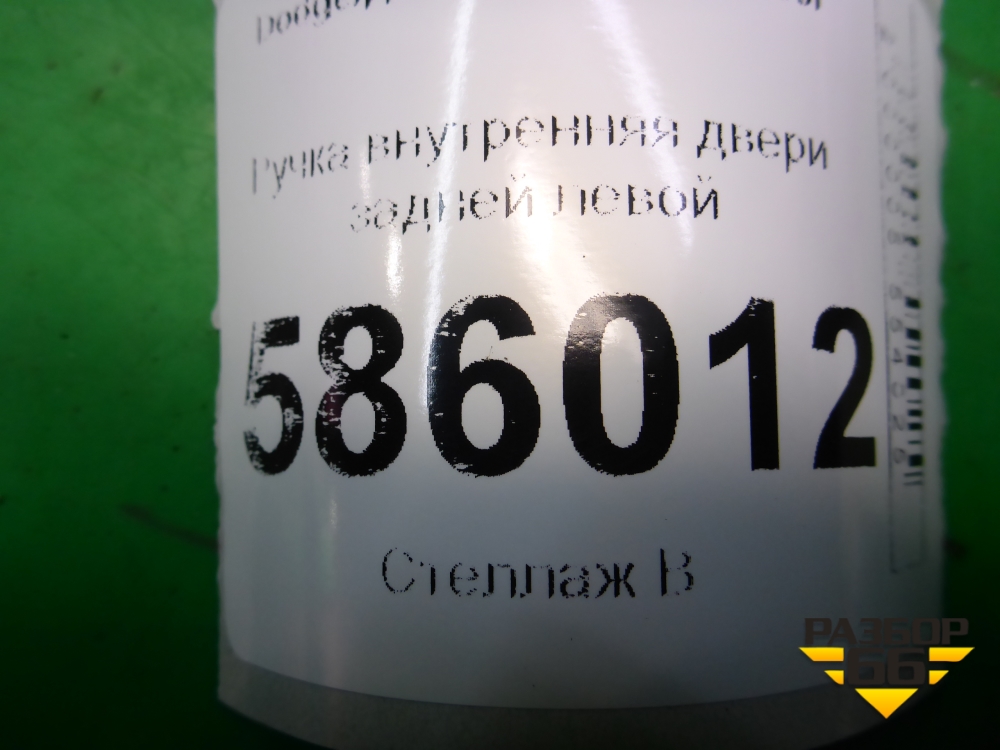 Ручка внутренняя двери
задней левой
586012
Стеллаж В
РАЗБОР
66